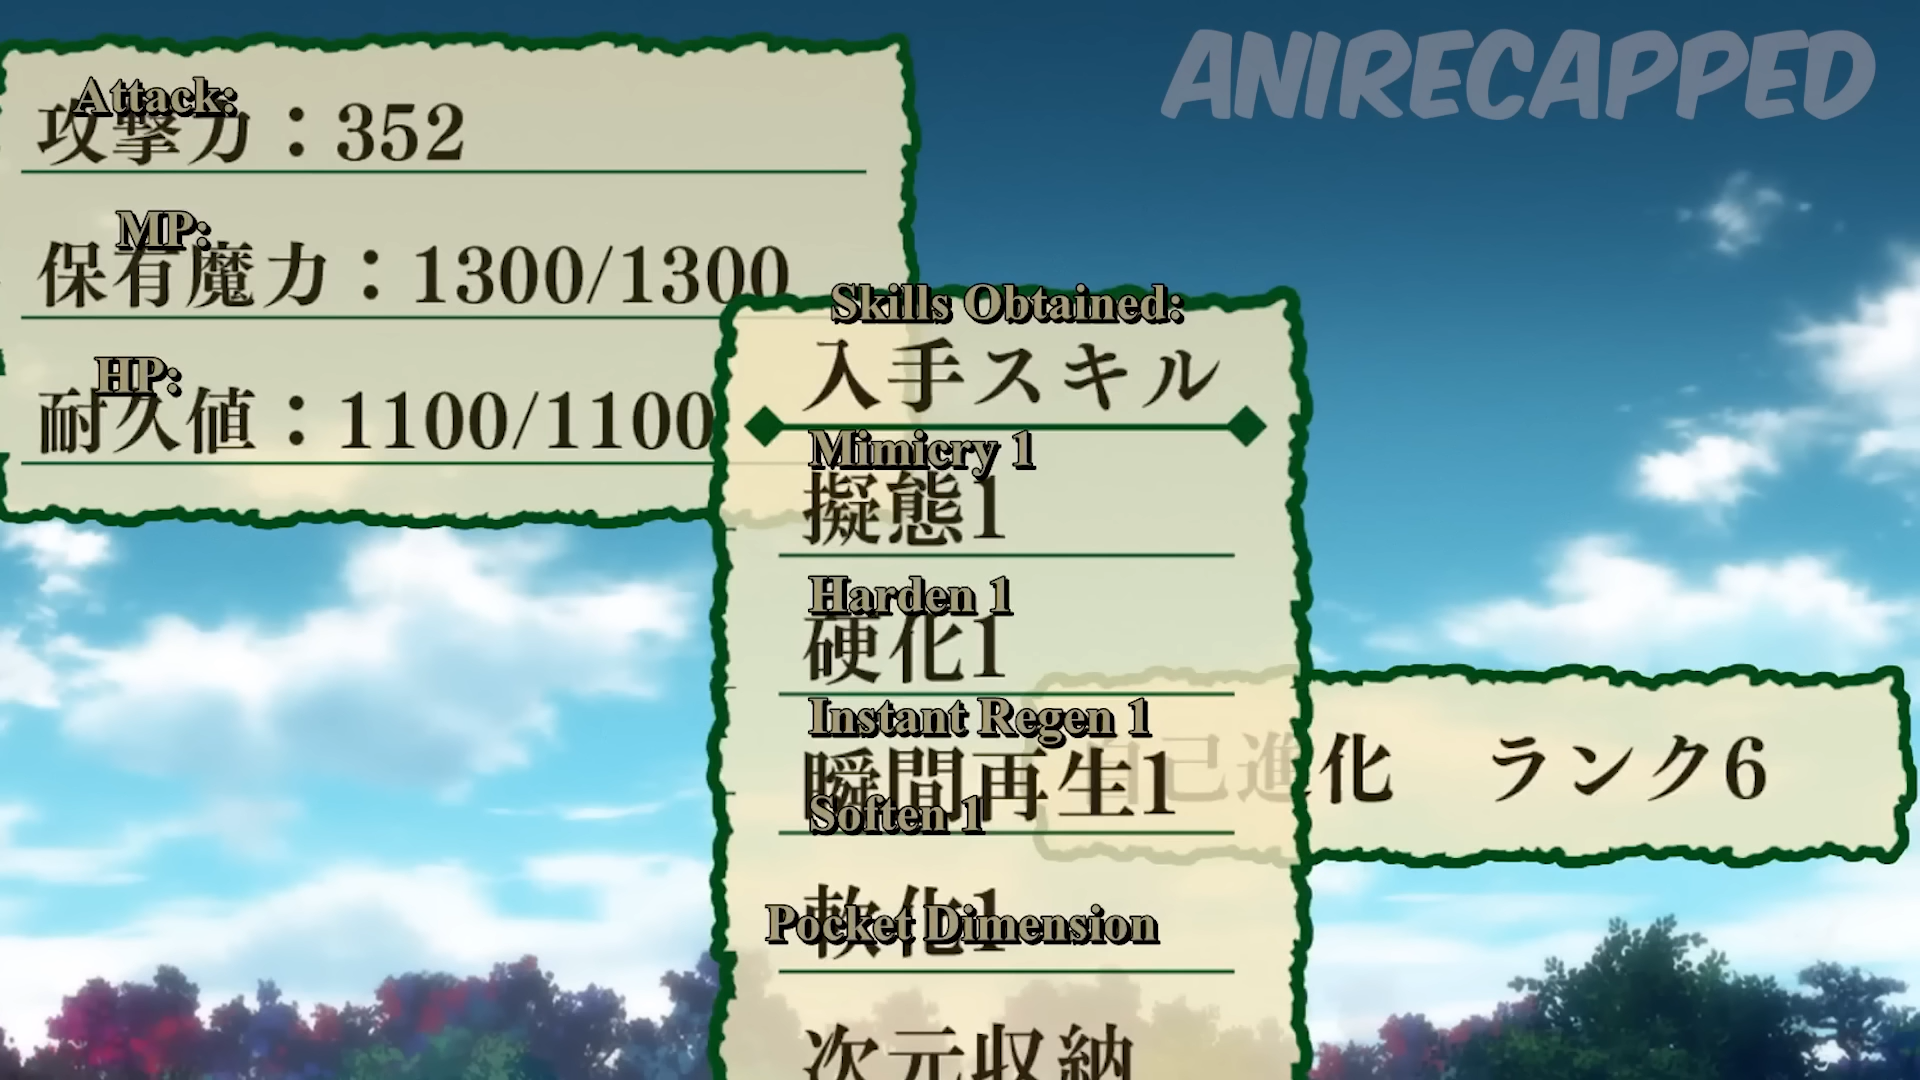 ANIRECAPPED
Attack:
攻撃力：352
MP:
保有魔力：1300/1300
HP:
耐久値：1100/1100
Skills Obtained:
入手スキル
Mimicry 1
擬態1
Harden 1
硬化1
Instant Regen 1
瞬間再生1
自己進化 ランク6
Soften 1
軟化1
Pocket Dimension
次元収納